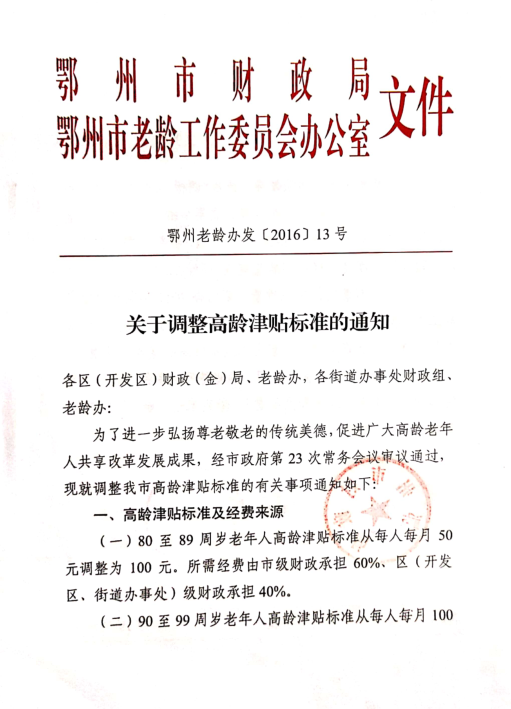 鄂州市财政局
鄂州市老龄工作委员会办公室
文件
鄂州老龄办发〔2016〕13号
关于调整高龄津贴标准的通知
各区(开发区)财政(金)局、老龄办,各街道办事处财政组、
老龄办:
为了进一步弘扬尊老敬老的传统美德,促进广大高龄老年
人共享改革发展成果,经市政府第23次常务会议审议通过,
现就调整我市高龄津贴标准的有关事项通知如下:
一、高龄津贴标准及经费来源
(一)80至89周岁老年人高龄津贴标准从每人每月50
元调整为100元。所需经费由市级财政承担60%、区(开发
区、街道办事处)级财政承担40%。
(二)90至99周岁老年人高龄津贴标准从每人每月100